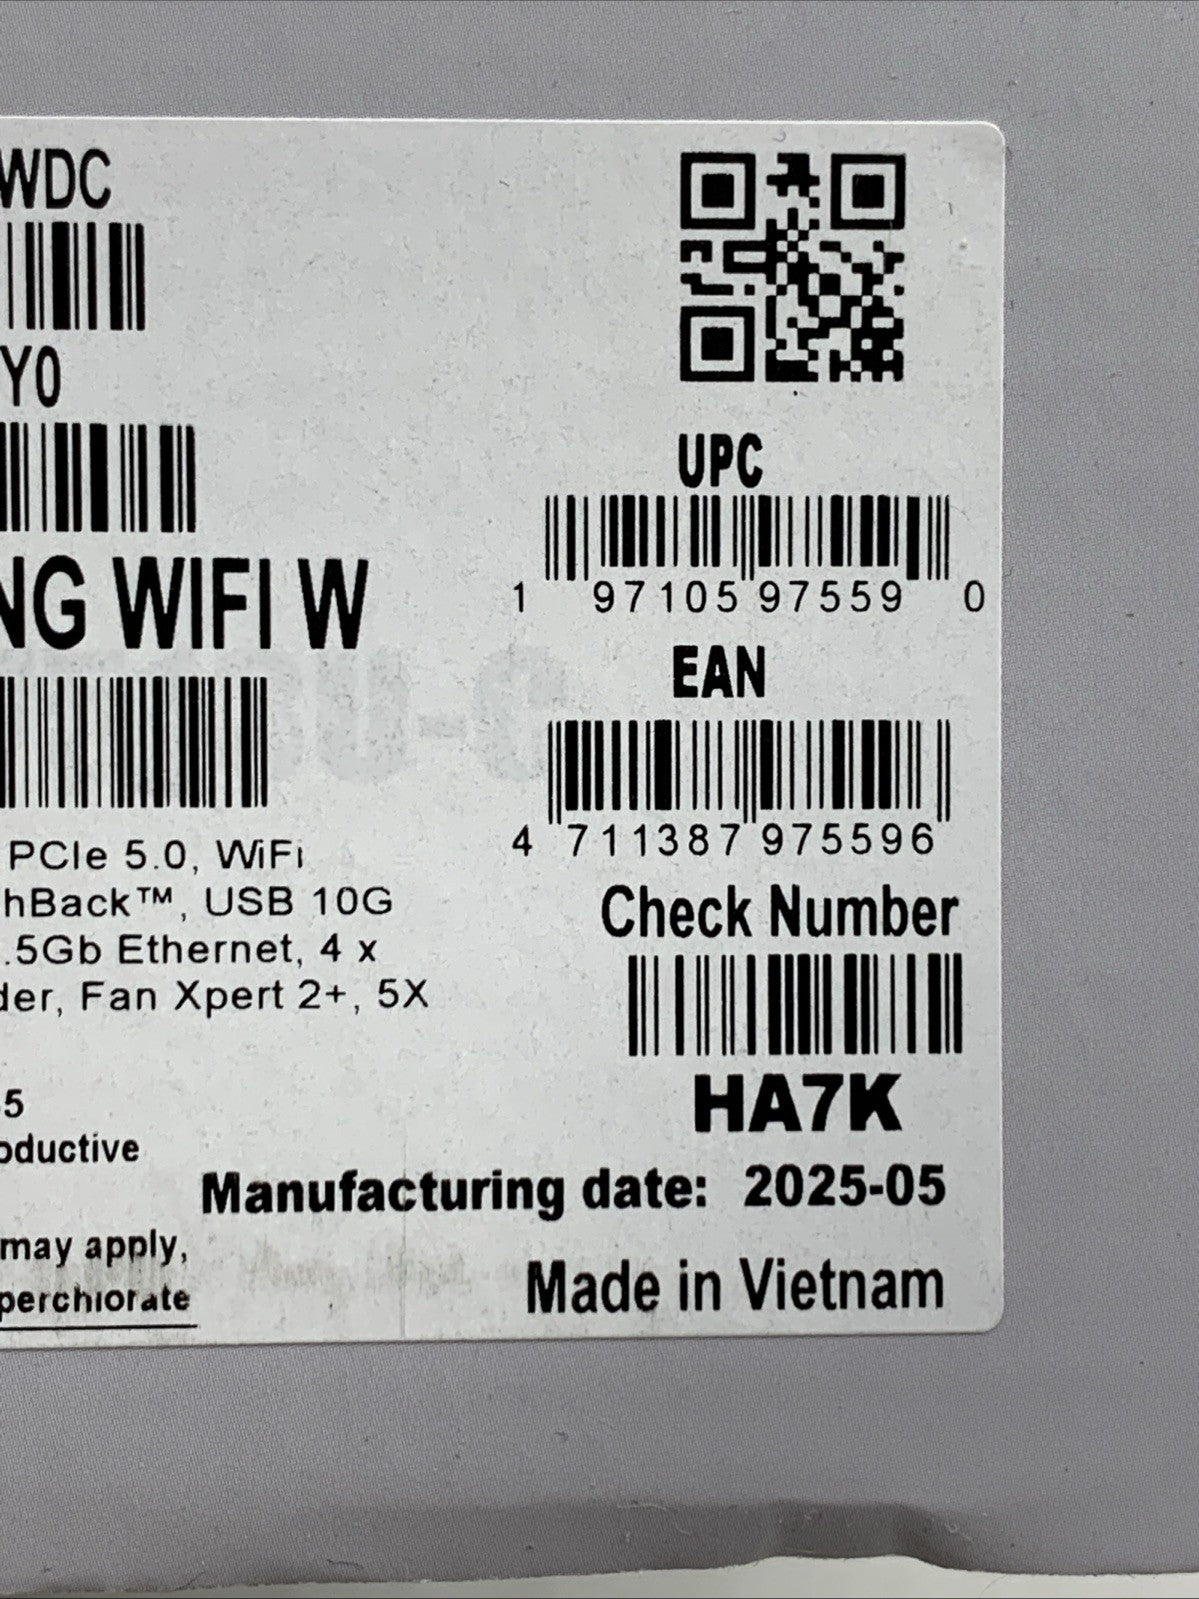 WDC
Y0
NG WIFI W
PCIe 5.0, WiFi
hBack™, USB 10G
.5Gb Ethernet, 4 x
der, Fan Xpert 2+, 5X
5
oductive
may apply,
perchlorate
UPC
1 97105 97559 0
EAN
4 711387 975596
Check Number
HA7K
Manufacturing date: 2025-05
Made in Vietnam